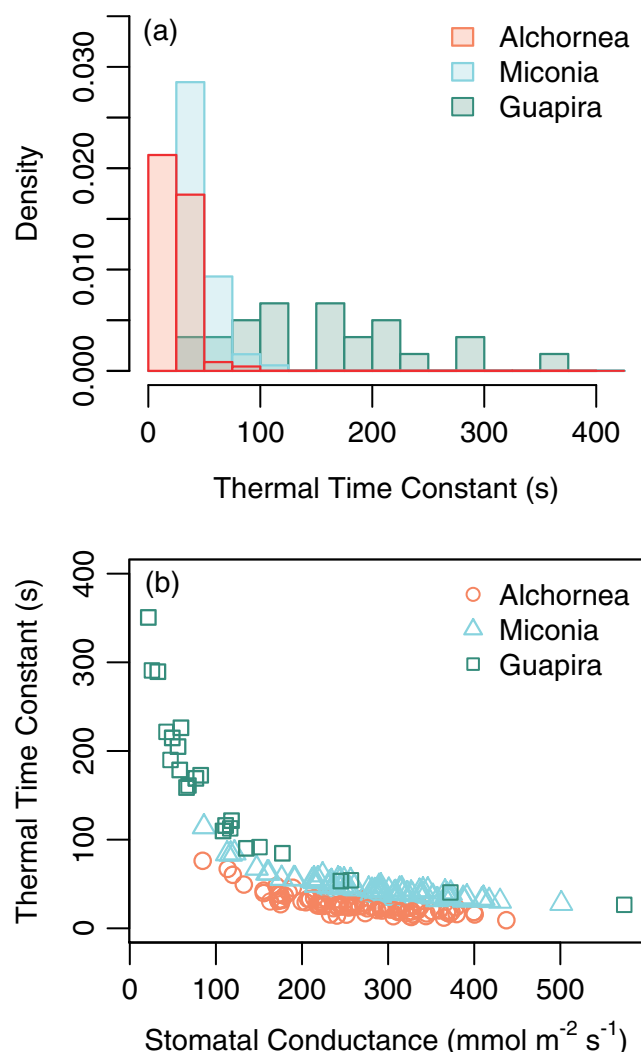 (a)
Alchornea
Miconia
Guapira
0.030
0.020
0.010
0.000
Density
0 100 200 300 400
Thermal Time Constant (s)
(b)
Alchornea
Miconia
Guapira
400
300
200
100
0
Thermal Time Constant (s)
0 100 200 300 400 500
Stomatal Conductance (mmol m⁻² s⁻¹)